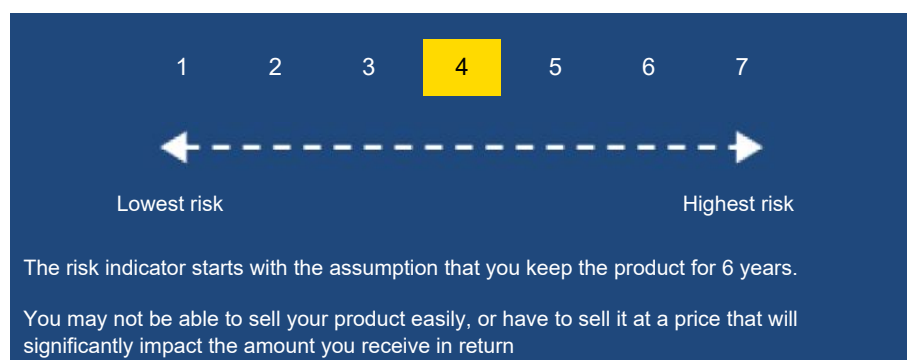 1 2 3 4 5 6 7
Lowest risk Highest risk
The risk indicator starts with the assumption that you keep the product for 6 years.
You may not be able to sell your product easily, or have to sell it at a price that will
significantly impact the amount you receive in return